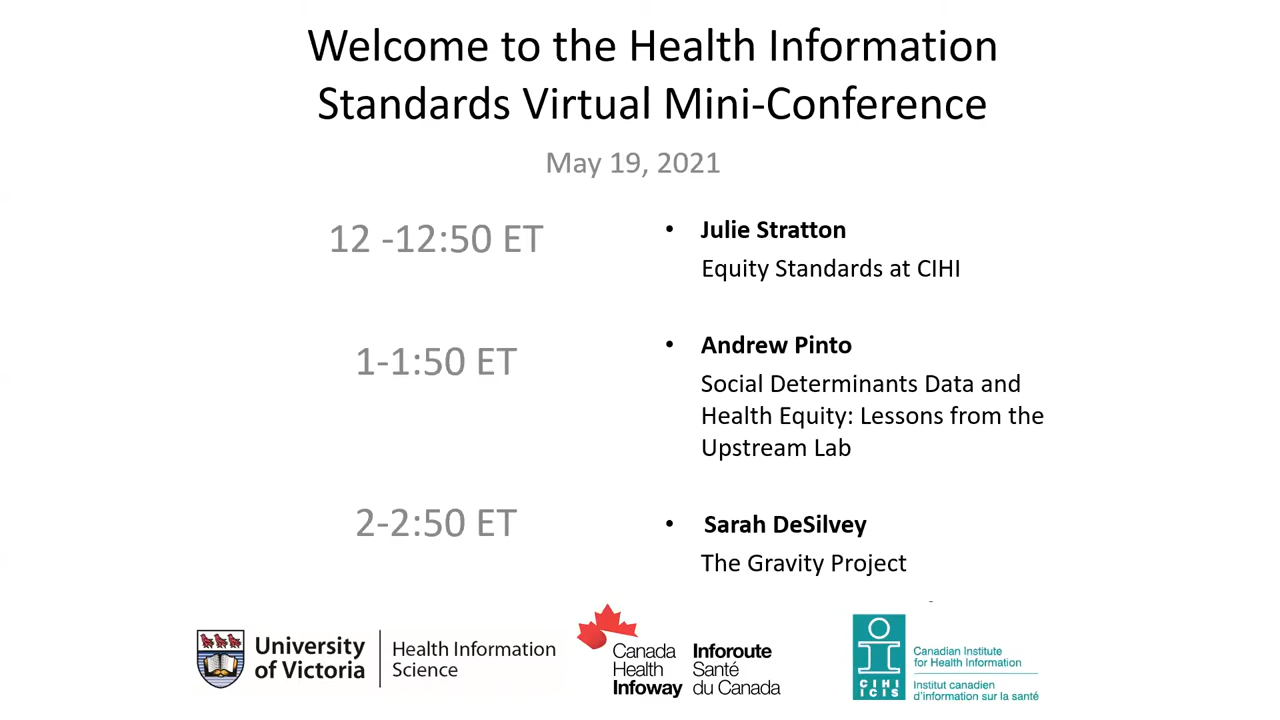 Welcome to the Health Information
Standards Virtual Mini-Conference
May 19, 2021
12 -12:50 ET
• Julie Stratton
Equity Standards at CIHI
1-1:50 ET
• Andrew Pinto
Social Determinants Data and
Health Equity: Lessons from the
Upstream Lab
2-2:50 ET
• Sarah DeSilvey
The Gravity Project
University
of Victoria
Health Information
Science
Canada
Health
Infoway
Inforoute
Santé
du Canada
CIHI
ICIS
Canadian Institute
for Health Information
Institut canadien
d'information sur la santé